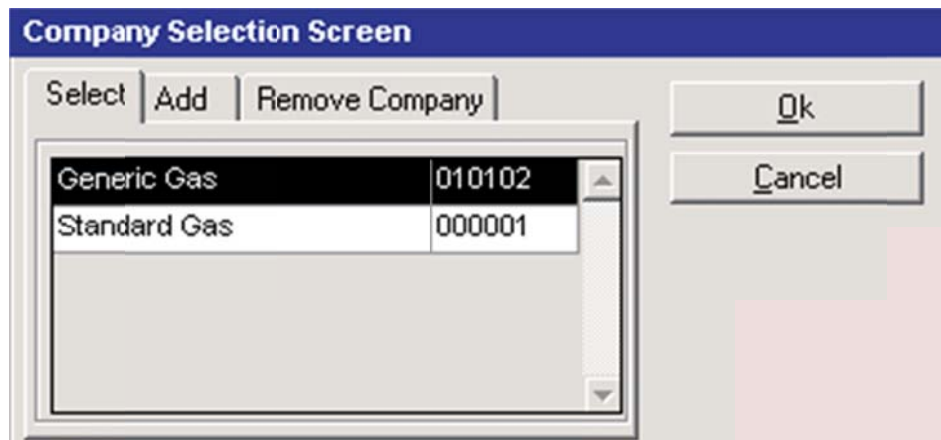 Company Selection Screen
Select Add Remove Company
Ok
Cancel
Generic Gas 010102
Standard Gas 000001